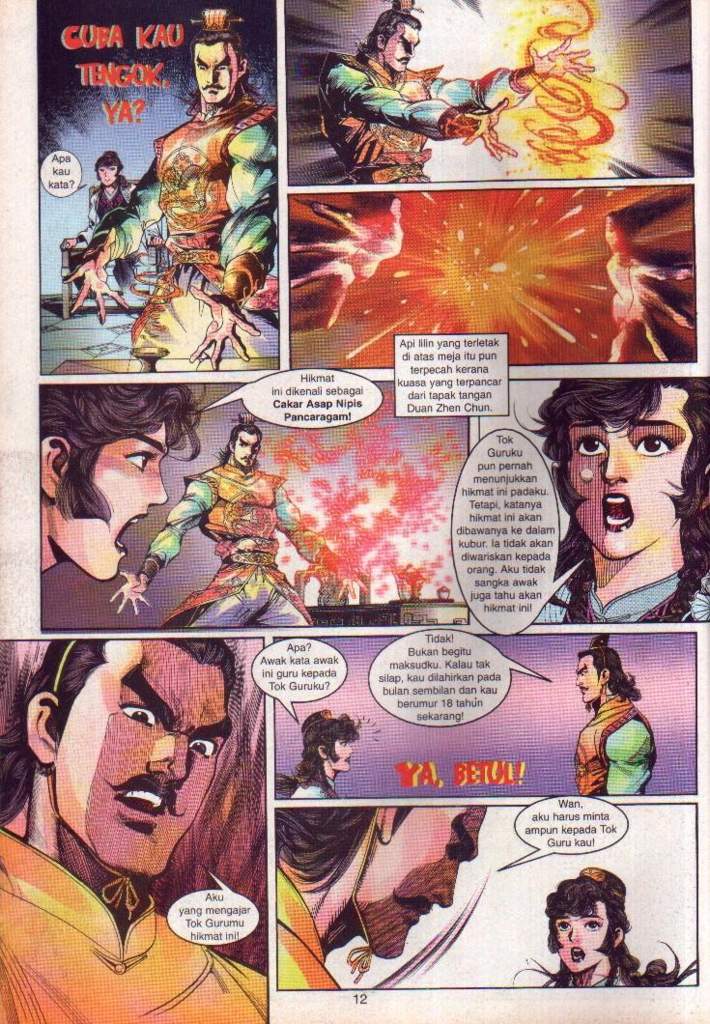 CUBA KAU
TENGOK,
YA?
Apa
kau
kata?
Api lilin yang terletak
di atas meja itu pun
terpecah kerana
kuasa yang terpancar
dari tapak tangan
Duan Zhen Chun.
Hikmat
ini dikenali sebagai
Cakar Asap Nipis
Pancaragam!
Tok
Guruku
pun pernah
menunjukkan
hikmat ini padaku.
Tetapi, katanya
hikmat ini akan
dibawanya ke dalam
kubur. Ia tidak akan
diwariskan kepada
orang. Aku tidak
sangka awak
juga tahu akan
hikmat ini!
Aku
yang mengajar
Tok Gurumu
hikmat ini!
Apa?
Awak kata awak
ini guru kepada
Tok Guruku?
Tidak!
Bukan begitu
maksudku. Kalau tak
silap, kau dilahirkan pada
bulan sembilan dan kau
berumur 18 tahun
sekarang!
YA, BETUL!
Wan,
aku harus minta
ampun kepada Tok
Guru kau!
12